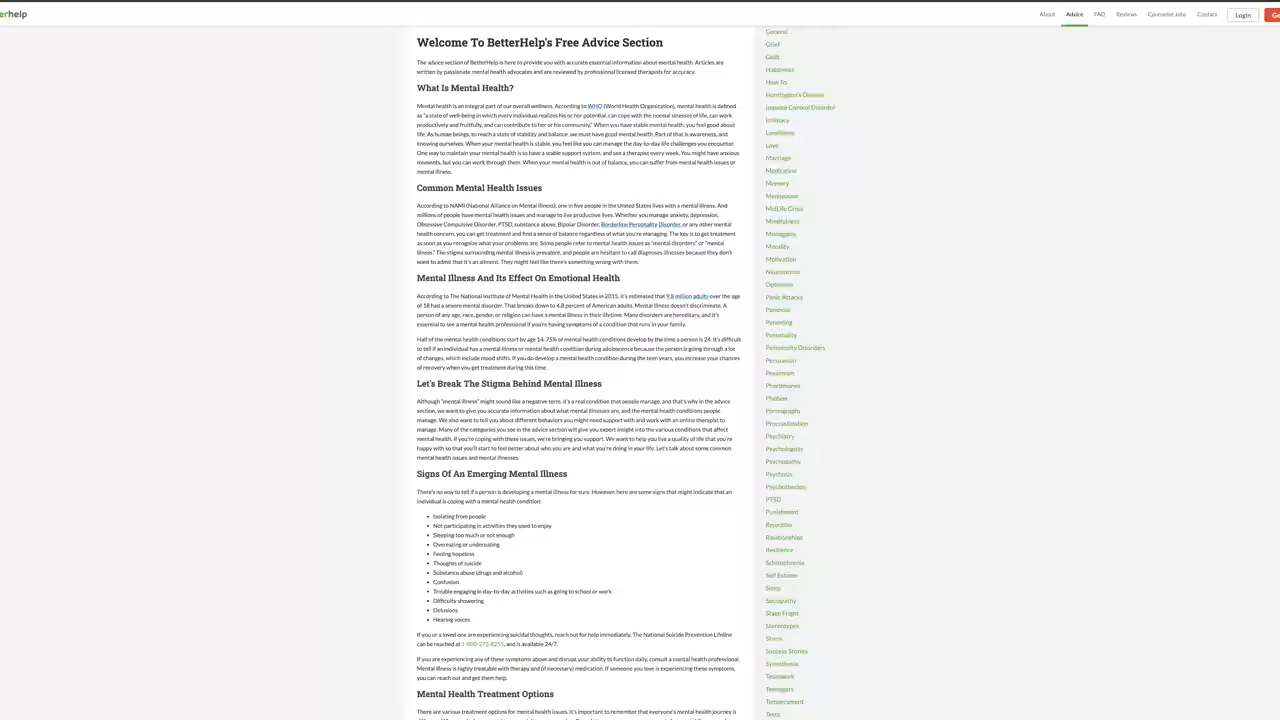 erhelp
About Advice FAQ Reviews Counselor Jobs Contact Login
Welcome To BetterHelp's Free Advice Section
The advice section of BetterHelp is here to provide you with accurate essential information about mental health. Articles are
written by passionate mental health advocates and are reviewed by professional licensed therapists for accuracy.
What Is Mental Health?
Mental health is an integral part of our overall wellness. According to WHO (World Health Organization), mental health is defined
as "a state of well-being in which every individual realizes his or her potential, can cope with the normal stresses of life, can work
productively and fruitfully, and can contribute to her or his community." When you have stable mental health, you feel good about
life. As human beings, to reach a state of stability and balance, we must have good mental health. Part of that is awareness, and
knowing ourselves. When your mental health is stable, you feel like you can manage the day-to-day life challenges you encounter.
One way to maintain your mental health is to have a stable support system, and see a therapist every week. You might have anxious
moments, but you can work through them. When your mental health is out of balance, you can suffer from mental health issues or
mental illness.
Common Mental Health Issues
According to NAMI (National Alliance on Mental Illness), one in five people in the United States lives with a mental illness. And
millions of people have mental health issues and manage to live productive lives. Whether you manage anxiety, depression,
Obsessive Compulsive Disorder, PTSD, substance abuse, Bipolar Disorder, Borderline Personality Disorder, or any other mental
health concern, you can get treatment and find a sense of balance regardless of what you're managing. The key is to get treatment
as soon as you recognize what your problems are. Some people refer to mental health issues as "mental disorders" or "mental
illness." The stigma surrounding mental illness is prevalent, and people are hesitant to call diagnoses illnesses because they don't
want to admit that it's an ailment. They might feel like there's something wrong with them.
Mental Illness And Its Effect On Emotional Health
According to The National Institute of Mental Health in the United States in 2015, it's estimated that 9.8 million adults over the age
of 18 had a severe mental disorder. That breaks down to 4.8 percent of American adults. Mental illness doesn't discriminate. A
person of any age, race, gender, or religion can have a mental illness in their lifetime. Many disorders are hereditary, and it's
essential to see a mental health professional if you're having symptoms of a condition that runs in your family.
Half of the mental health conditions start by age 14. 75% of mental health conditions develop by the time a person is 24. It's difficult
to tell if an individual has a mental illness or mental health condition during adolescence because the person is going through a lot
of changes, which include mood shifts. If you do develop a mental health condition during the teen years, you increase your chances
of recovery when you get treatment during this time.
Let's Break The Stigma Behind Mental Illness
Although "mental illness" might sound like a negative term, it's a real condition that people manage, and that's why in the advice
section, we want to give you accurate information about what mental illnesses are, and the mental health conditions people
manage. We also want to tell you about different behaviors you might need support with and work with an online therapist to
manage. Many of the categories you see in the advice section will give you expert insight into the various conditions that affect
mental health. If you're coping with these issues, we're bringing you support. We want to help you live a quality of life that you're
happy with so that you'll start to feel better about who you are and what you're doing in your life. Let's talk about some common
mental health issues and mental illnesses.
Signs Of An Emerging Mental Illness
There's no way to tell if a person is developing a mental illness for sure. However, here are some signs that might indicate that an
individual is coping with a mental health condition:
Isolating from people
Not participating in activities they used to enjoy
Sleeping too much or not enough
Overeating or undereating
Feeling hopeless
Thoughts of suicide
Substance abuse (drugs and alcohol)
Confusion
Trouble engaging in day-to-day activities such as going to school or work
Difficulty showering
Delusions
Hearing voices
If you or a loved one are experiencing suicidal thoughts, reach out for help immediately. The National Suicide Prevention Lifeline
can be reached at 1-800-273-8255, and is available 24/7.
If you are experiencing any of these symptoms above and disrupt your ability to function daily, consult a mental health professional.
Mental illness is highly treatable with therapy and (if necessary) medication. If someone you love is experiencing these symptoms,
you can reach out and get them help.
Mental Health Treatment Options
There are various treatment options for mental health issues. It's important to remember that everyone's mental health journey is
General
Grief
Guilt
Happiness
How To
Huntington's Disease
Impulse Control Disorder
Intimacy
Loneliness
Love
Marriage
Medication
Memory
Menopause
MidLife Crisis
Mindfulness
Monogamy
Morality
Motivation
Neuroticism
Optimism
Panic Attacks
Paranoia
Parenting
Personality
Personality Disorders
Persuasion
Pessimism
Pheromones
Phobias
Pornography
Procrastination
Psychiatry
Psychologists
Psychopathy
Psychosis
Psychotherapy
PTSD
Punishment
Rejection
Relationships
Resilience
Schizophrenia
Self Esteem
Sleep
Sociopathy
Stage Fright
Stereotypes
Stress
Success Stories
Synesthesia
Teamwork
Teenagers
Temperament
Tests